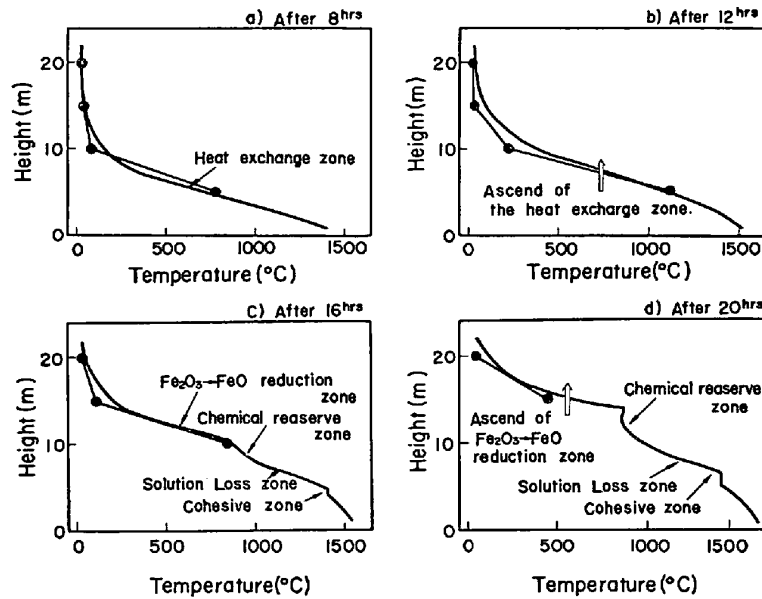 a) After 8hrs
Height (m)
20
10
0
Heat exchange zone
0 500 1000 1500
Temperature (°C)
b) After 12hrs
Height (m)
20
10
0
Ascend of
the heat excharge zone.
0 500 1000 1500
Temperature (°C)
C) After 16hrs
Height (m)
20
10
0
Fe₂O₃→FeO reduction
zone
Chemical reaserve
zone
Solution Loss zone
Cohesive zone
0 500 1000 1500
Temperature (°C)
d) After 20hrs
Height (m)
20
10
0
Chemical reaserve
zone
Ascend of
Fe₂O₃→FeO
reduction zone
Solution Loss zone
Cohesive zone
0 500 1000 1500
Temperature (°C)